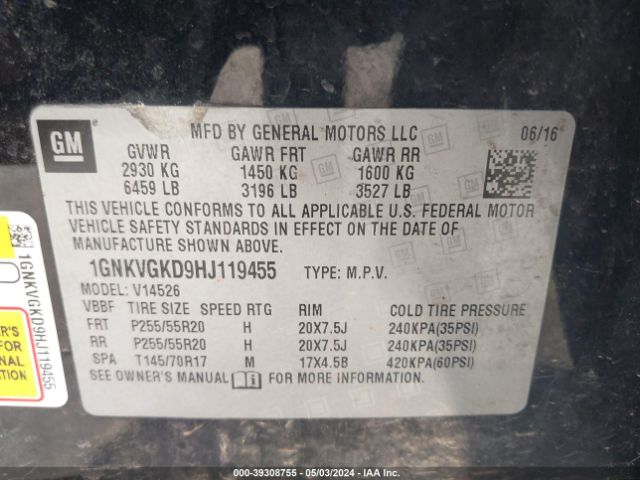 GM
MFD BY GENERAL MOTORS LLC 06/16
GVWR GAWR FRT GAWR RR
2930 KG 1450 KG 1600 KG
6459 LB 3196 LB 3527 LB
THIS VEHICLE CONFORMS TO ALL APPLICABLE U.S. FEDERAL MOTOR
VEHICLE SAFETY STANDARDS IN EFFECT ON THE DATE OF
MANUFACTURE SHOWN ABOVE.
1GNKVGKD9HJ119455 TYPE: M.P.V.
MODEL: V14526
VBBF TIRE SIZE SPEED RTG RIM COLD TIRE PRESSURE
FRT P255/55R20 H 20X7.5J 240KPA(35PSI)
RR P255/55R20 H 20X7.5J 240KPA(35PSI)
SPA T145/70R17 M 17X4.5B 420KPA(60PSI)
SEE OWNER'S MANUAL FOR MORE INFORMATION.
1GNKVGKD9HJ119455
ER'S
NAL
ION
000-39308755 - 05/03/2024 - IAA Inc.